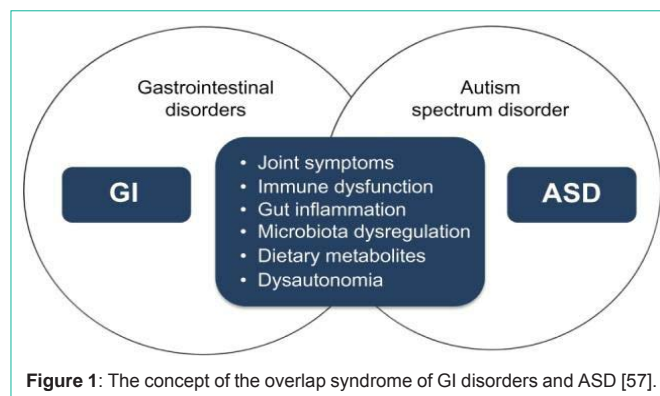 Gastrointestinal
disorders
Autism
spectrum disorder
GI
• Joint symptoms
• Immune dysfunction
• Gut inflammation
• Microbiota dysregulation
• Dietary metabolites
• Dysautonomia
ASD
Figure 1: The concept of the overlap syndrome of GI disorders and ASD [57].